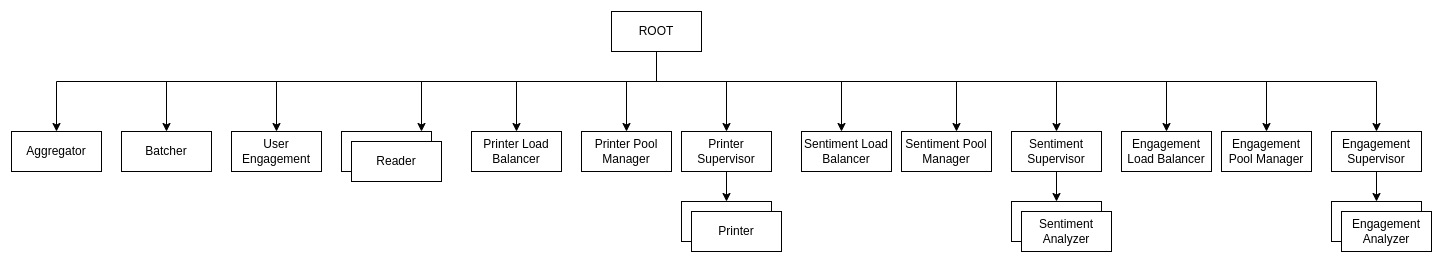 ROOT
Aggregator
Batcher
User
Engagement
Reader
Printer Load
Balancer
Printer Pool
Manager
Printer
Supervisor
Sentiment Load
Balancer
Sentiment Pool
Manager
Sentiment
Supervisor
Engagement
Load Balancer
Engagement
Pool Manager
Engagement
Supervisor
Printer
Sentiment
Analyzer
Engagement
Analyzer